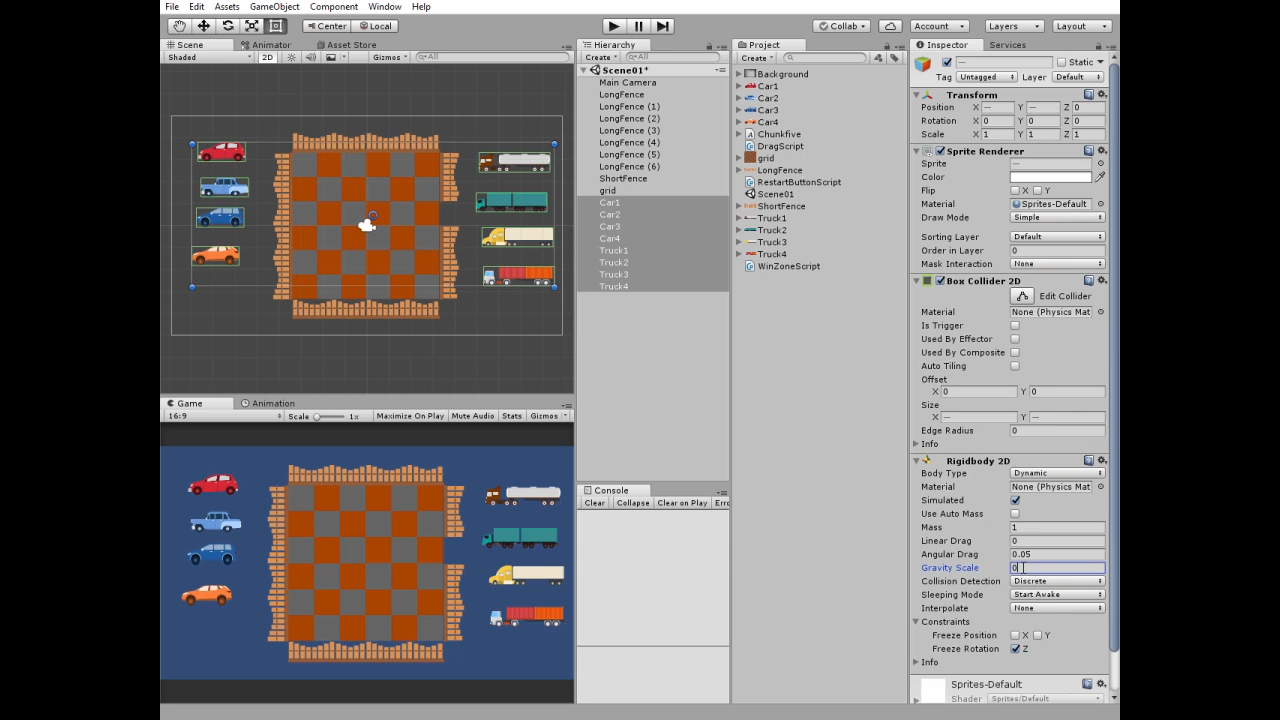 File Edit Assets GameObject Component Window Help
Center Local Collab Account Layers Layout
Scene Animator Asset Store
Shaded 2D Gizmos All
Game Animation
16:9 Scale 1x Maximize On Play Mute Audio Stats Gizmos
Hierarchy
Create All
Scene01*
Main Camera
LongFence
LongFence (1)
LongFence (2)
LongFence (3)
LongFence (4)
LongFence (5)
LongFence (6)
ShortFence
grid
Car1
Car2
Car3
Car4
Truck1
Truck2
Truck3
Truck4
Console
Clear Collapse Clear on Play Erro
Project
Create
Background
Car1
Car2
Car3
Car4
Chunkfive
DragScript
grid
LongFence
RestartButtonScript
Scene01
ShortFence
Truck1
Truck2
Truck3
Truck4
WinZoneScript
Inspector Services
— Static
Tag Untagged Layer Default
Transform
Position X — Y — Z 0
Rotation X 0 Y 0 Z 0
Scale X 1 Y 1 Z 1
Sprite Renderer
Sprite —
Color
Flip X Y
Material Sprites-Default
Draw Mode Simple
Sorting Layer Default
Order in Layer 0
Mask Interaction None
Box Collider 2D
Edit Collider
Material None (Physics Mat
Is Trigger
Used By Effector
Used By Composite
Auto Tiling
Offset
X 0 Y 0
Size
X — Y —
Edge Radius 0
Info
Rigidbody 2D
Body Type Dynamic
Material None (Physics Mat
Simulated
Use Auto Mass
Mass 1
Linear Drag 0
Angular Drag 0.05
Gravity Scale 0
Collision Detection Discrete
Sleeping Mode Start Awake
Interpolate None
Constraints
Freeze Position X Y
Freeze Rotation Z
Info
Sprites-Default
Shader Sprites/Default